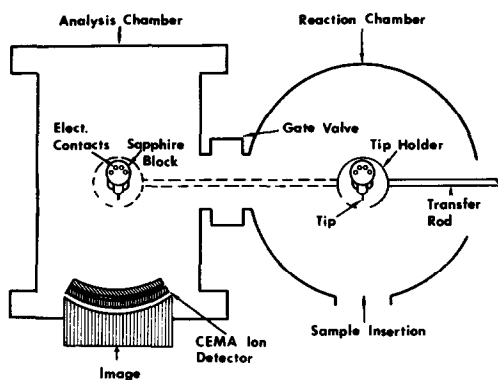 Analysis Chamber
Reaction Chamber
Elect.
Contacts
Sapphire
Block
Gate Valve
Tip Holder
Tip
Transfer
Rod
CEMA Ion
Detector
Sample Insertion
Image